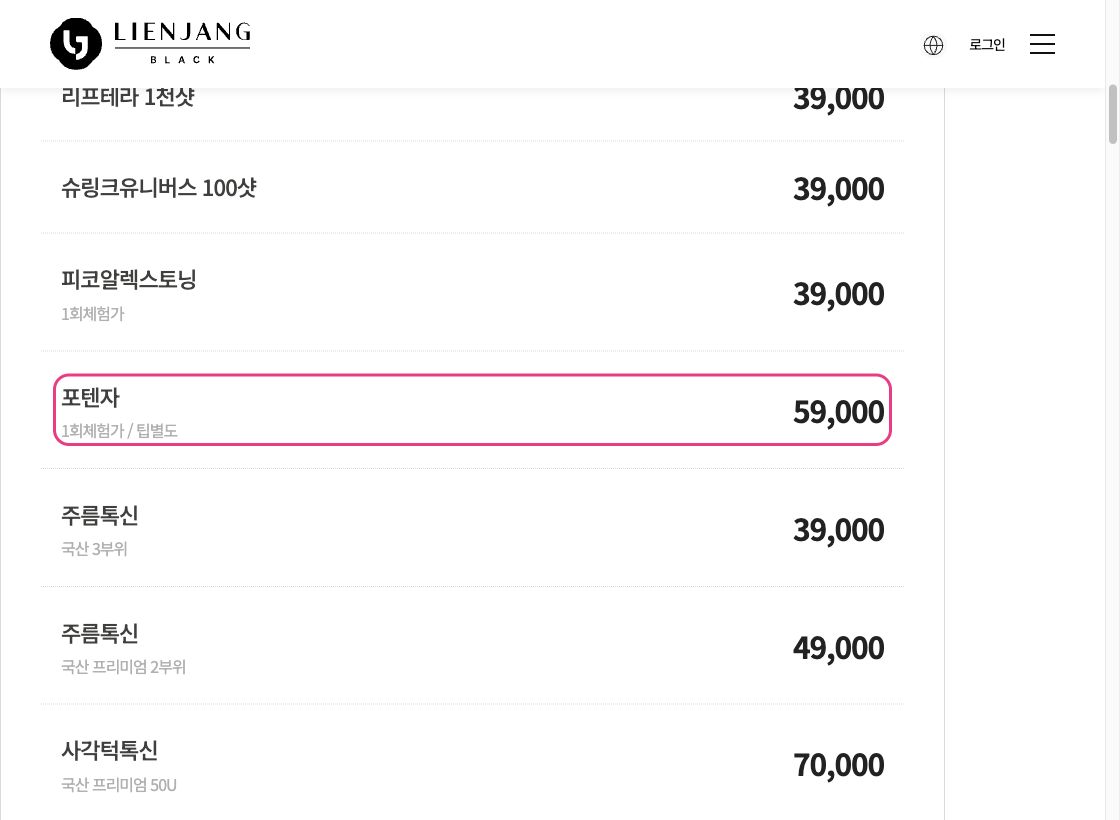 LIENJANG
BLACK
로그인
리프테라 1천샷
39,000
슈링크유니버스 100샷
39,000
피코알렉스토닝
1회체험가
39,000
포텐자
1회체험가 / 팁별도
59,000
주름톡신
국산 3부위
39,000
주름톡신
국산 프리미엄 2부위
49,000
사각턱톡신
국산 프리미엄 50U
70,000